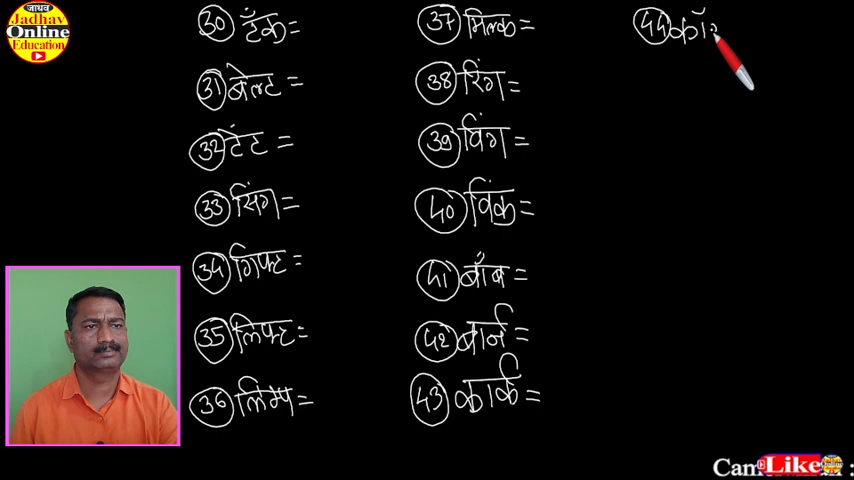 जाधव
Jadhav
Online
Education
30 टँक =
31 बेल्ट =
32 टेंट =
33 सिंग =
34 गिफ्ट =
35 लिफ्ट =
36 लिम्प =
37 मिल्क =
38 रिंग =
39 विंग =
40 विंक =
41 बाँब =
42 बार्न =
43 कार्क =
44 कॉ
Like